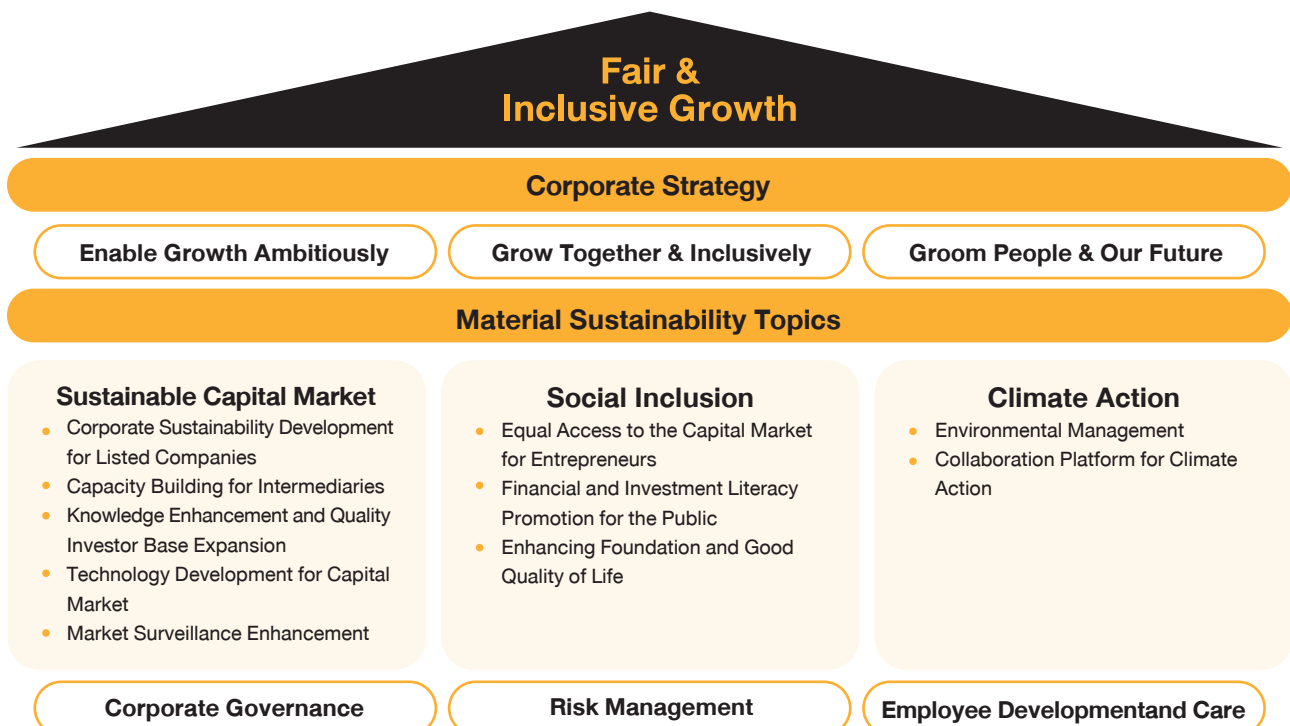 Fair &
Inclusive Growth
Corporate Strategy
Enable Growth Ambitiously
Grow Together & Inclusively
Groom People & Our Future
Material Sustainability Topics
Sustainable Capital Market
• Corporate Sustainability Development
for Listed Companies
• Capacity Building for Intermediaries
• Knowledge Enhancement and Quality
Investor Base Expansion
• Technology Development for Capital
Market
• Market Surveillance Enhancement
Social Inclusion
• Equal Access to the Capital Market
for Entrepreneurs
• Financial and Investment Literacy
Promotion for the Public
• Enhancing Foundation and Good
Quality of Life
Climate Action
• Environmental Management
• Collaboration Platform for Climate
Action
Corporate Governance
Risk Management
Employee Developmentand Care